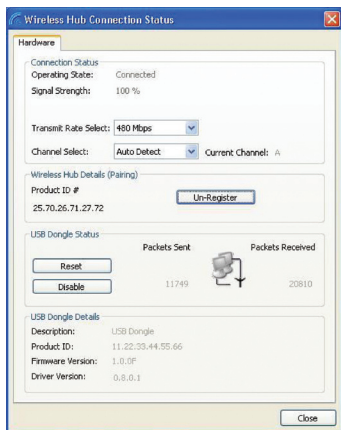 Wireless Hub Connection Status
Hardware
Connection Status
Operating State: Connected
Signal Strength: 100 %
Transmit Rate Select: 480 Mbps
Channel Select: Auto Detect Current Channel: A
Wireless Hub Details (Pairing)
Product ID #
25.70.26.71.27.72
Un-Register
USB Dongle Status
Packets Sent Packets Received
Reset
Disable
11749 20810
USB Dongle Details
Description: USB Dongle
Product ID: 11.22.33.44.55.66
Firmware Version: 1.0.0F
Driver Version: 0.8.0.1
Close